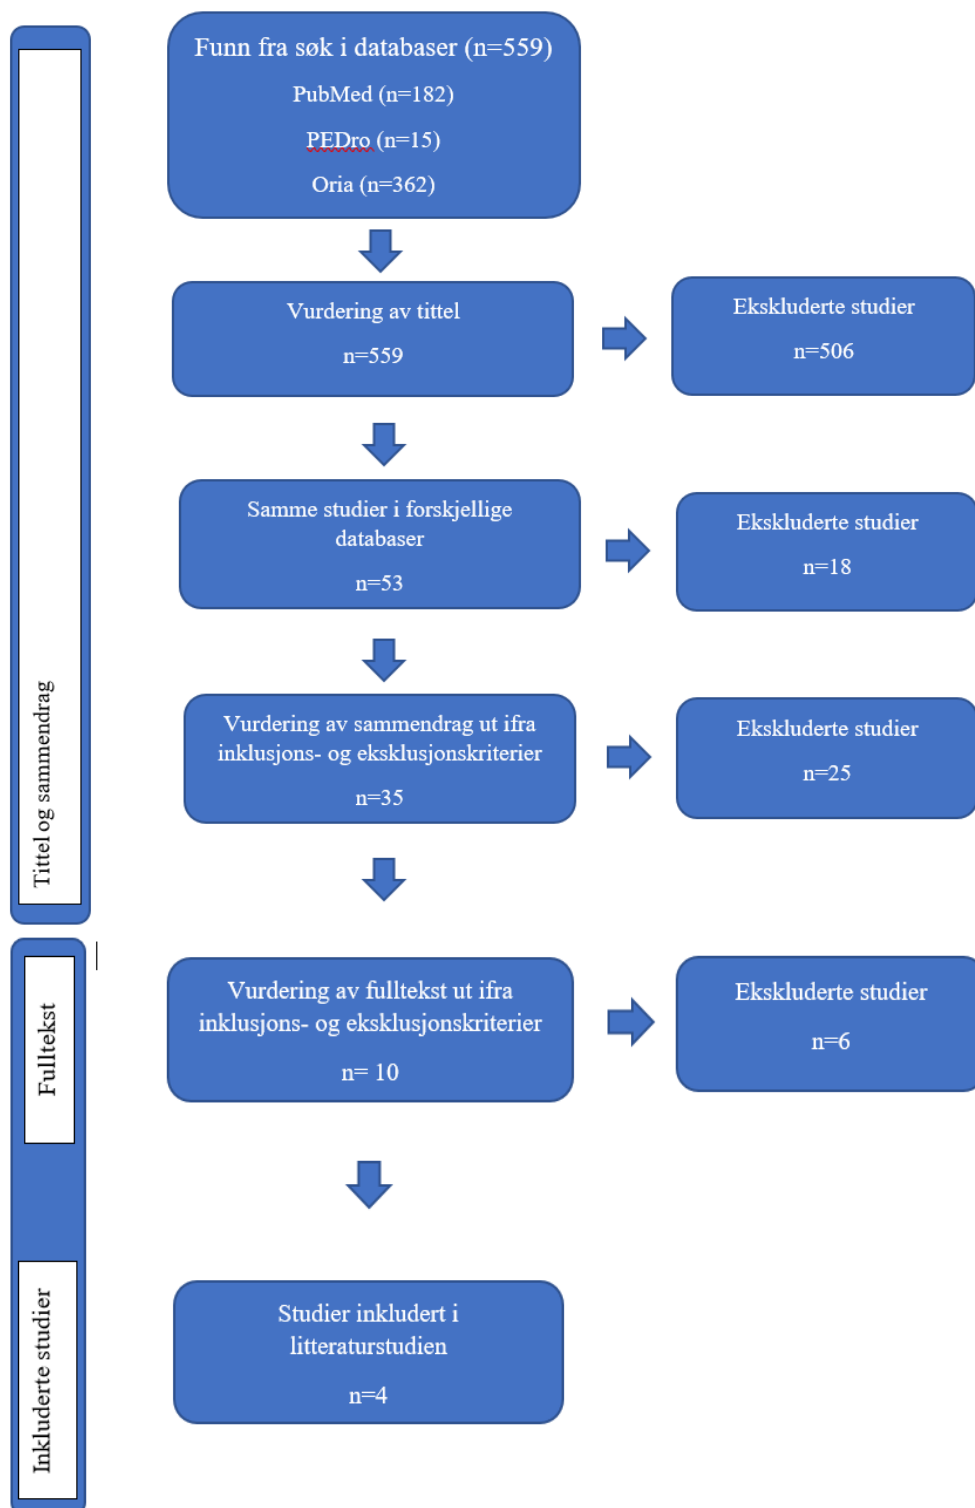 Funn fra søk i databaser (n=559)
PubMed (n=182)
PEDro (n=15)
Oria (n=362)
Vurdering av tittel
n=559
Ekskluderte studier
n=506
Samme studier i forskjellige
databaser
n=53
Ekskluderte studier
n=18
Vurdering av sammendrag ut ifra
inklusjons- og eksklusjonskriterier
n=35
Ekskluderte studier
n=25
Tittel og sammendrag
Vurdering av fulltekst ut ifra
inklusjons- og eksklusjonskriterier
n= 10
Ekskluderte studier
n=6
Fulltekst
Studier inkludert i
litteraturstudien
n=4
Inkluderte studier